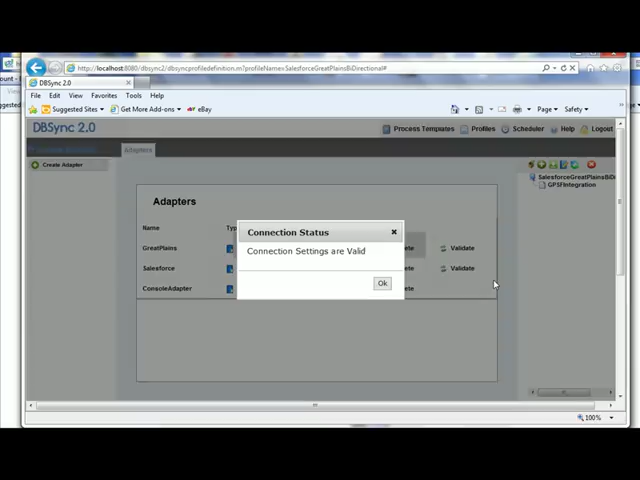 http://localhost:8080/dbsync2/dbsyncprofiledefinition.m?profileName=SalesforceGreatPlainsBiDirectional#
DBSync 2.0
File Edit View Favorites Tools Help
Suggested Sites Get More Add-ons eBay
Page Safety
DBSync 2.0
Process Templates Profiles Scheduler Help Logout
Adapters
Create Adapter
SalesforceGreatPlainsBiDi
Adapters
Name
GreatPlains Validate
Salesforce Validate
ConsoleAdapter
Connection Status
Connection Settings are Valid
Ok
100%